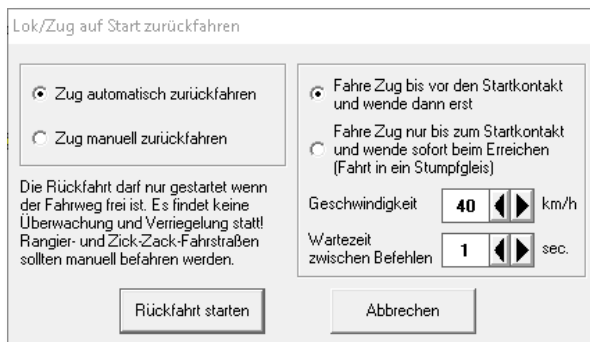 Lok/Zug auf Start zurückfahren
Zug automatisch zurückfahren
Zug manuell zurückfahren
Die Rückfahrt darf nur gestartet wenn
der Fahrweg frei ist. Es findet keine
Überwachung und Verriegelung statt!
Rangier- und Zick-Zack-Fahrstraßen
sollten manuell befahren werden.
Fahre Zug bis vor den Startkontakt
und wende dann erst
Fahre Zug nur bis zum Startkontakt
und wende sofort beim Erreichen
(Fahrt in ein Stumpfgleis)
Geschwindigkeit 40 km/h
Wartezeit
zwischen Befehlen 1 sec.
Rückfahrt starten
Abbrechen